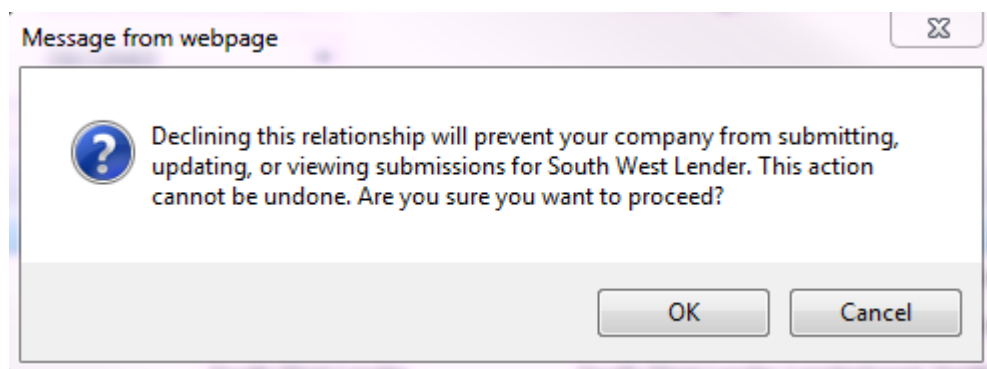 Message from webpage
Declining this relationship will prevent your company from submitting,
updating, or viewing submissions for South West Lender. This action
cannot be undone. Are you sure you want to proceed?
OK
Cancel